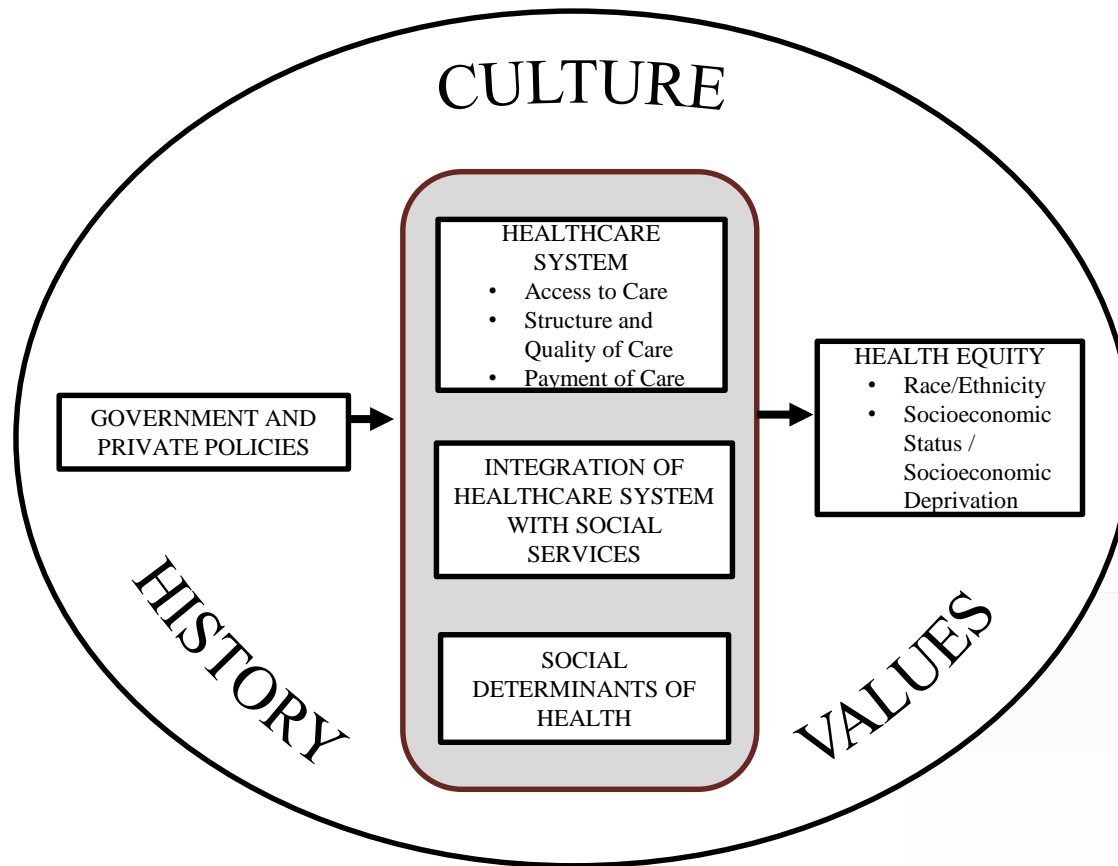 CULTURE
HEALTHCARE
SYSTEM
• Access to Care
• Structure and
Quality of Care
• Payment of Care
GOVERNMENT AND
PRIVATE POLICIES
INTEGRATION OF
HEALTHCARE SYSTEM
WITH SOCIAL
SERVICES
SOCIAL
DETERMINANTS OF
HEALTH
HEALTH EQUITY
• Race/Ethnicity
• Socioeconomic
Status /
Socioeconomic
Deprivation
HISTORY
VALUES